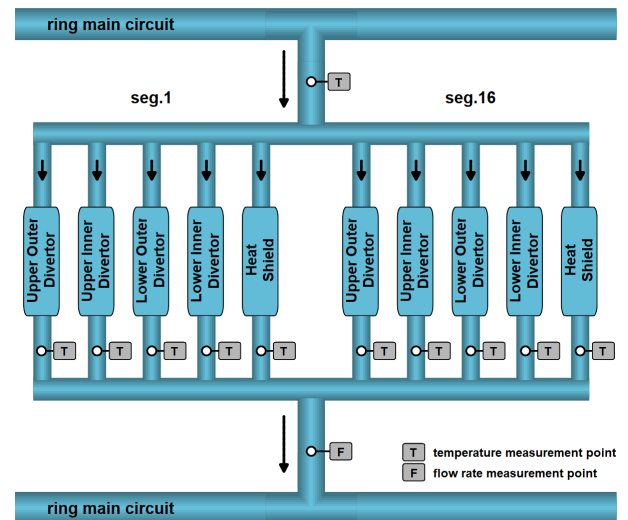 ring main circuit
T
seg.1
seg.16
Upper Outer
Divertor
Upper Inner
Divertor
Lower Outer
Divertor
Lower Inner
Divertor
Heat
Shield
Upper Outer
Divertor
Upper Inner
Divertor
Lower Outer
Divertor
Lower Inner
Divertor
Heat
Shield
T
T
T
T
T
T
T
T
T
T
F
T temperature measurement point
F flow rate measurement point
ring main circuit